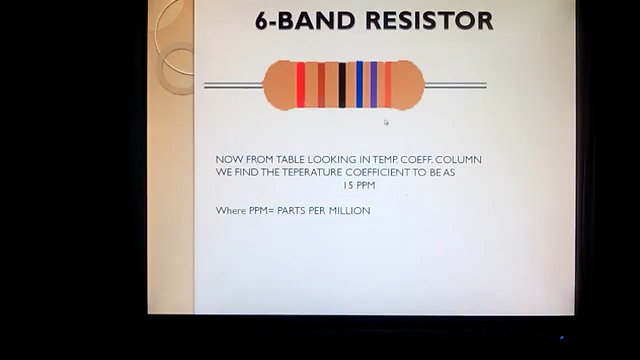 6-BAND RESISTOR
NOW FROM TABLE LOOKING IN TEMP. COEFF. COLUMN
WE FIND THE TEPERATURE COEFFICIENT TO BE AS
15 PPM
Where PPM= PARTS PER MILLION